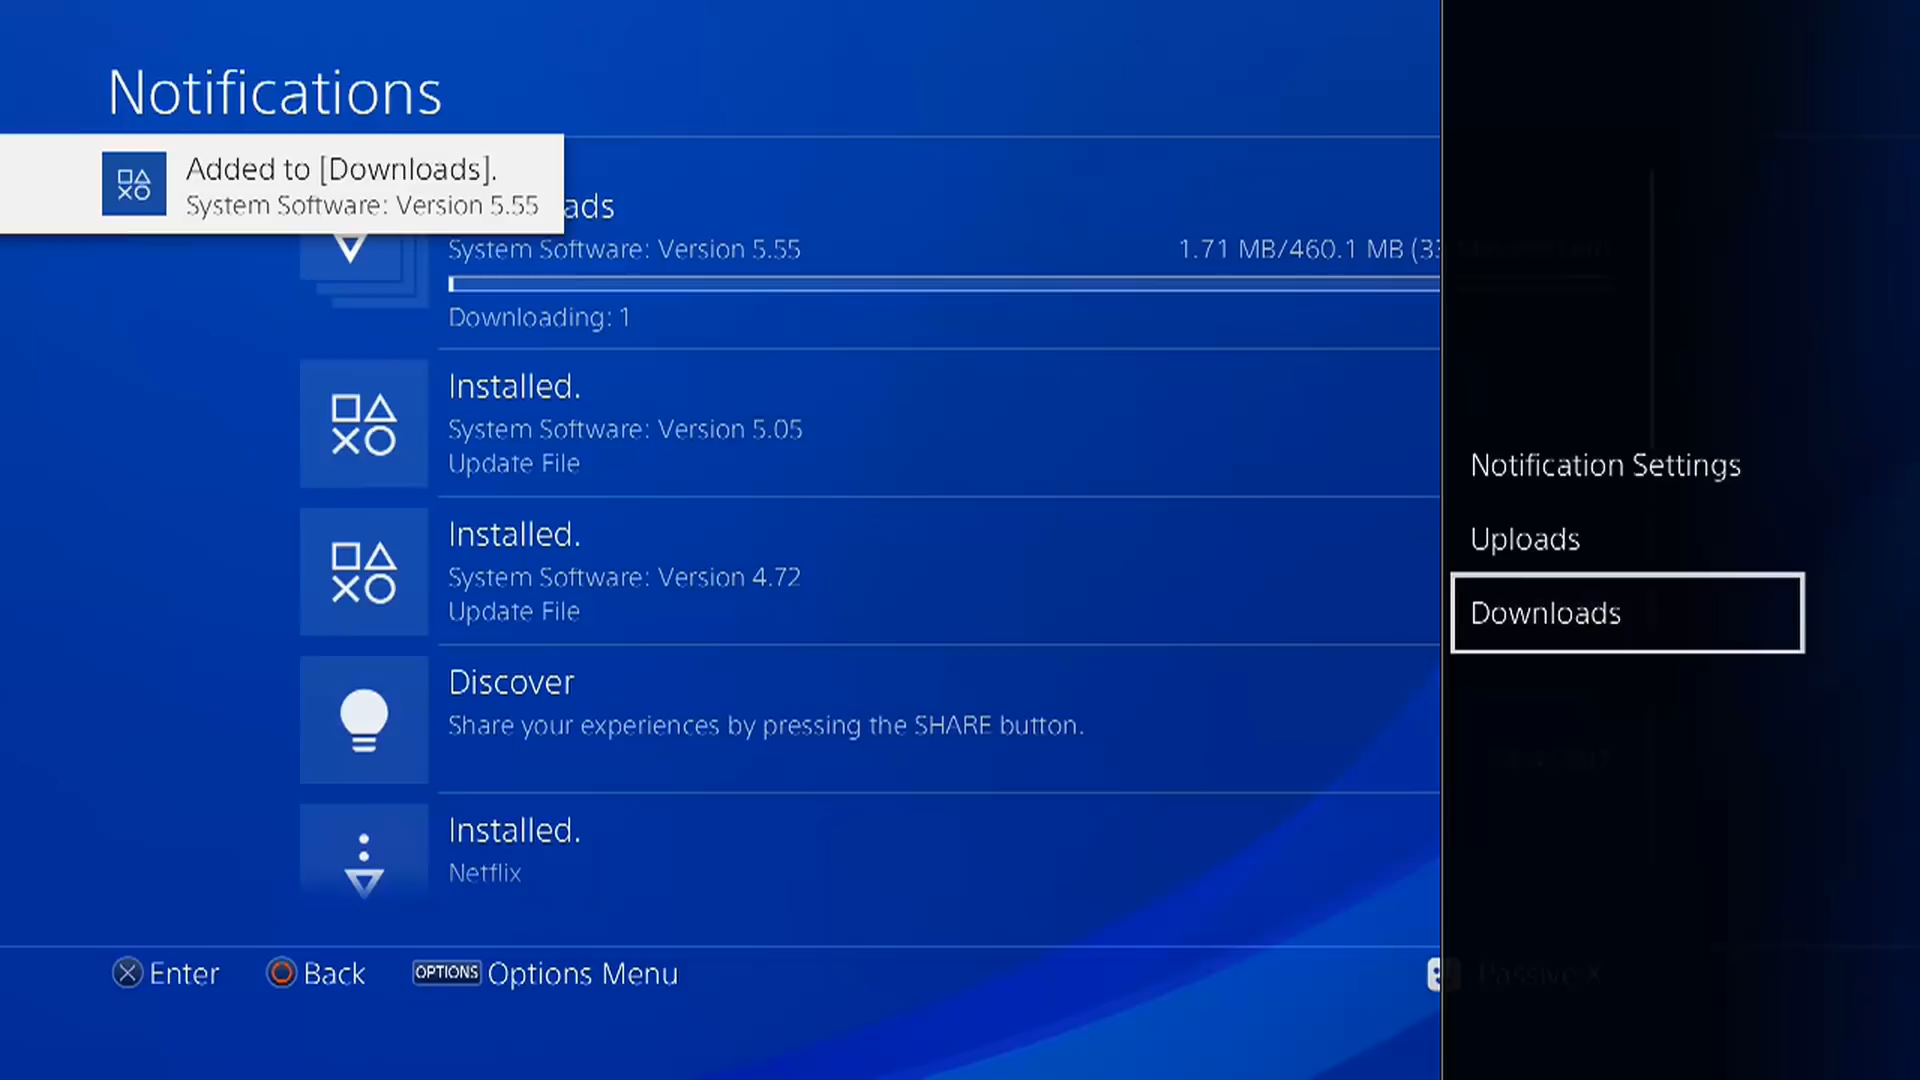 Notifications
Added to [Downloads].
System Software: Version 5.55
ads
System Software: Version 5.55
1.71 MB/460.1 MB (33
Downloading: 1
Installed.
System Software: Version 5.05
Update File
Installed.
System Software: Version 4.72
Update File
Discover
Share your experiences by pressing the SHARE button.
Installed.
Netflix
Notification Settings
Uploads
Downloads
Enter
Back
OPTIONS Options Menu
Passive X